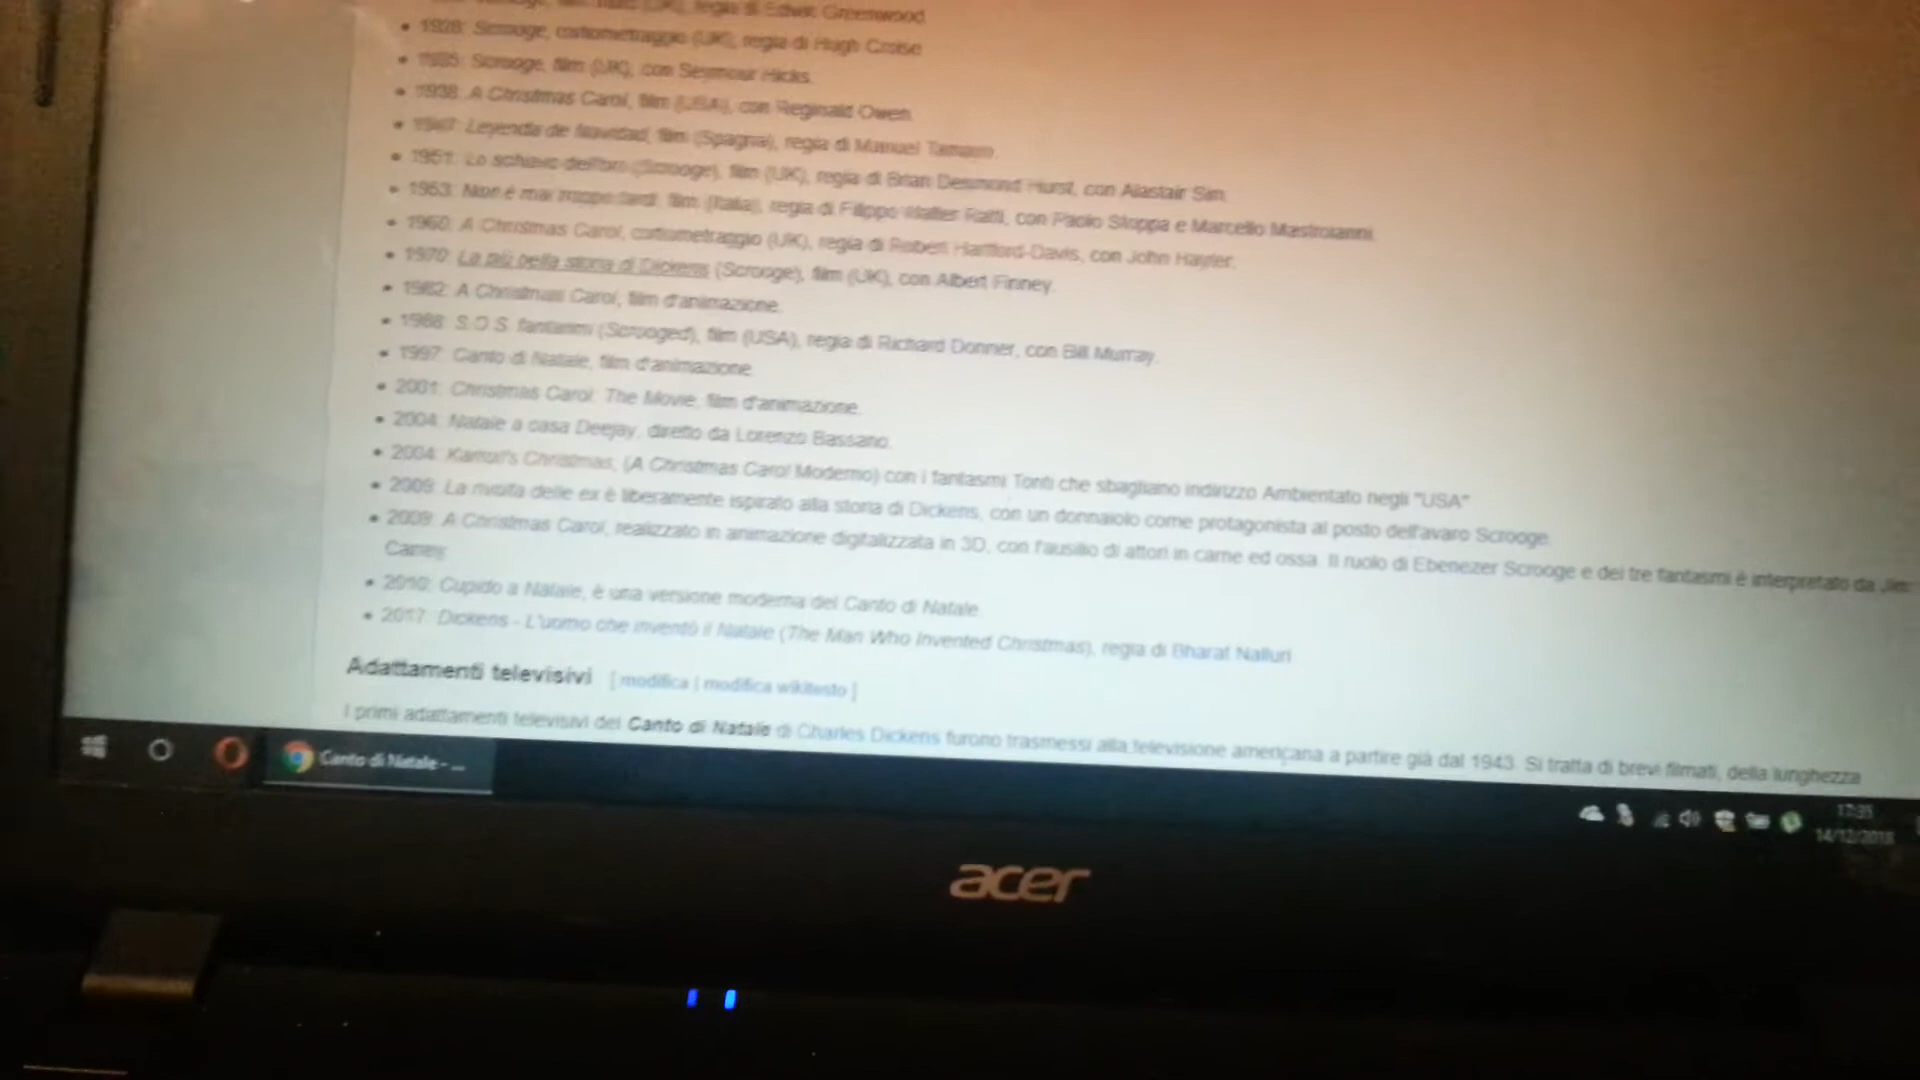 film muto (UK), regia di Edwin Greenwood
• 1928: Scrooge, cortometraggio (UK), regia di Hugh Croise
• 1935: Scrooge, film (UK), con Seymour Hicks.
• 1938: A Christmas Carol, film (USA), con Reginald Owen.
• 1947: Leyenda de Navidad, film (Spagna), regia di Manuel Tamayo
• 1951: Lo schiavo dell'oro (Scrooge), film (UK), regia di Brian Desmond Hurst, con Alastair Sim.
• 1953: Non è mai troppo tardi, film (Italia), regia di Filippo Walter Ratti, con Paolo Stoppa e Marcello Mastroianni.
• 1960: A Christmas Carol, cortometraggio (UK), regia di Robert Hartford-Davis, con John Hayter.
• 1970: La più bella storia di Dickens (Scrooge), film (UK), con Albert Finney.
• 1982: A Christmas Carol, film d'animazione.
• 1988: S.O.S. fantasmi (Scrooged), film (USA), regia di Richard Donner, con Bill Murray.
• 1997: Canto di Natale, film d'animazione.
• 2001: Christmas Carol: The Movie, film d'animazione.
• 2004: Natale a casa Deejay, diretto da Lorenzo Bassano.
• 2004: Christmas, (A Christmas Carol Moderno) con i fantasmi Tonti che sbagliano indirizzo Ambientato negli "USA"
• 2009: La rivolta delle ex è liberamente ispirato alla storia di Dickens, con un donnaiolo come protagonista al posto dell'avaro Scrooge.
• 2009: A Christmas Carol, realizzato in animazione digitalizzata in 3D, con l'ausilio di attori in carne ed ossa. Il ruolo di Ebenezer Scrooge e dei tre fantasmi è interpretato da Jim
Carrey.
• 2010: Cupido a Natale, è una versione moderna del Canto di Natale.
• 2017: Dickens - L'uomo che inventò il Natale (The Man Who Invented Christmas), regia di Bharat Nalluri
Adattamenti televisivi [ modifica | modifica wikitesto ]
I primi adattamenti televisivi del Canto di Natale di Charles Dickens furono trasmessi alla televisione americana a partire già dal 1943. Si tratta di brevi filmati, della lunghezza
Canto di Natale - ...
17:35
14/12/2018
acer